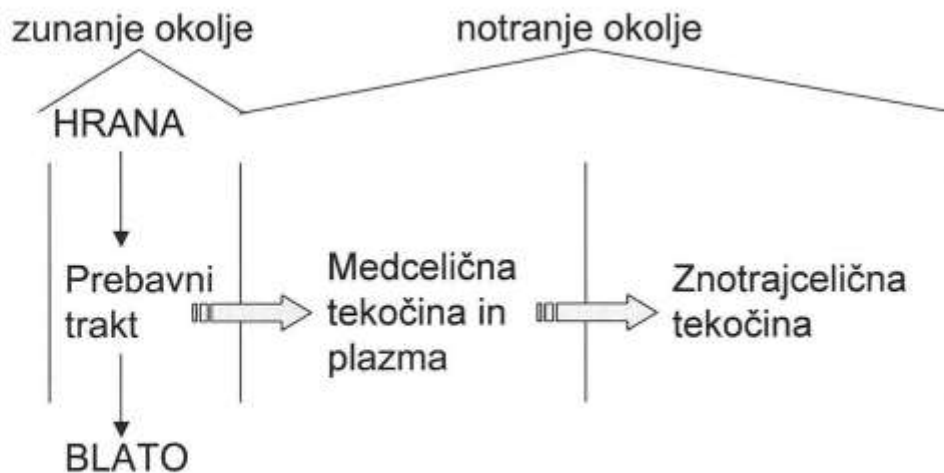 zunanje okolje
notranje okolje
HRANA
Prebavni
trakt
Medcelična
tekočina in
plazma
Znotrajcelična
tekočina
BLATO